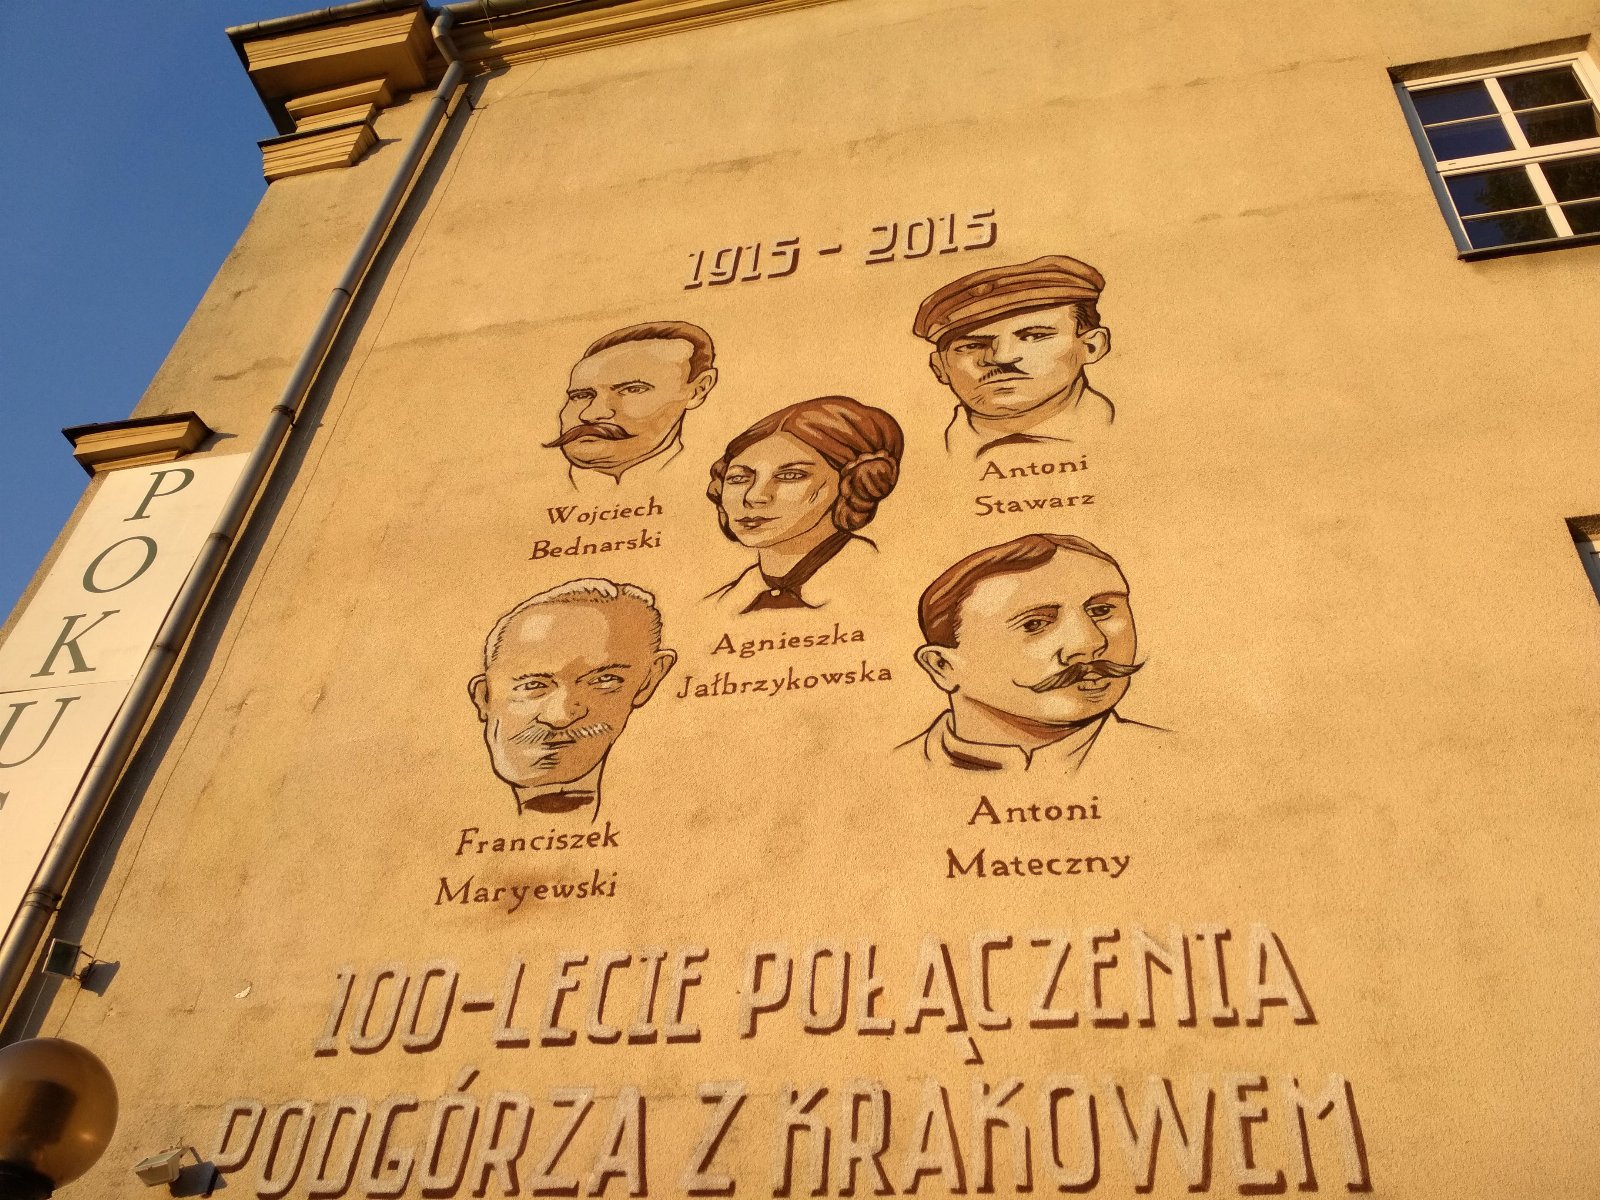 1915 - 2015
Wojciech
Bednarski
Antoni
Stawarz
Agnieszka
Jałbrzykowska
Franciszek
Maryewski
Antoni
Mateczny
100-LECIE POŁĄCZENIA
PODGÓRZA Z KRAKOWEM
P
O
K
U